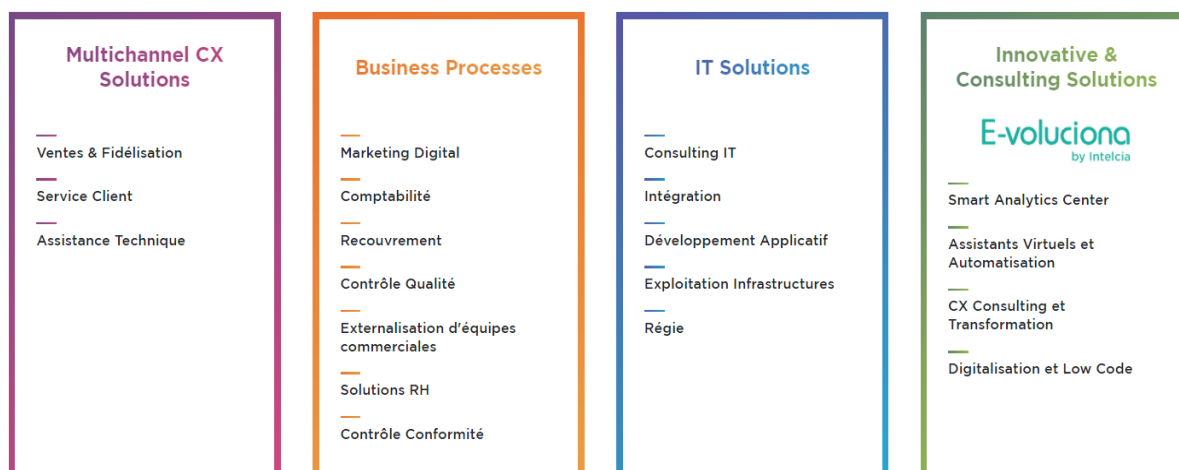 Multichannel CX
Solutions
Ventes & Fidélisation
Service Client
Assistance Technique
Business Processes
Marketing Digital
Comptabilité
Recouvrement
Contrôle Qualité
Externalisation d'équipes
commerciales
Solutions RH
Contrôle Conformité
IT Solutions
Consulting IT
Intégration
Développement Applicatif
Exploitation Infrastructures
Régie
Innovative &
Consulting Solutions
E-voluciona
by Intelcia
Smart Analytics Center
Assistants Virtuels et
Automatisation
CX Consulting et
Transformation
Digitalisation et Low Code